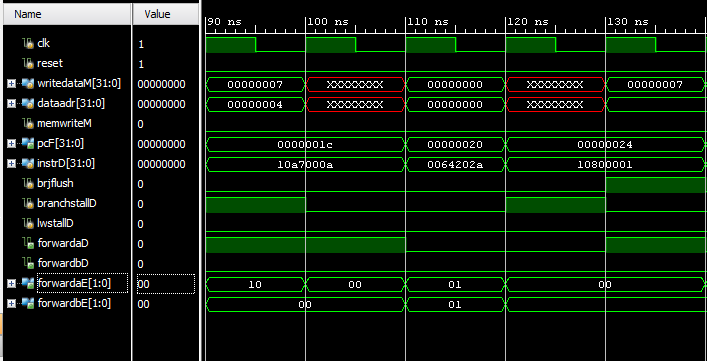 Name Value 90 ns 100 ns 110 ns 120 ns 130 ns
clk 1
reset 1
writedataM[31:0] 00000000 00000007 XXXXXXXX 00000000 XXXXXXXX 00000007
dataadr[31:0] 00000000 00000004 XXXXXXXX 00000000 XXXXXXXX
memwriteM 0
pcF[31:0] 00000000 0000001c 00000020 00000024
instrD[31:0] 00000000 10a7000a 0064202a 10800001
brjflush 0
branchstallD 0
lwstallD 0
forwardaD 0
forwardbD 0
forwardaE[1:0] 00 10 00 01 00
forwardbE[1:0] 00 00 01